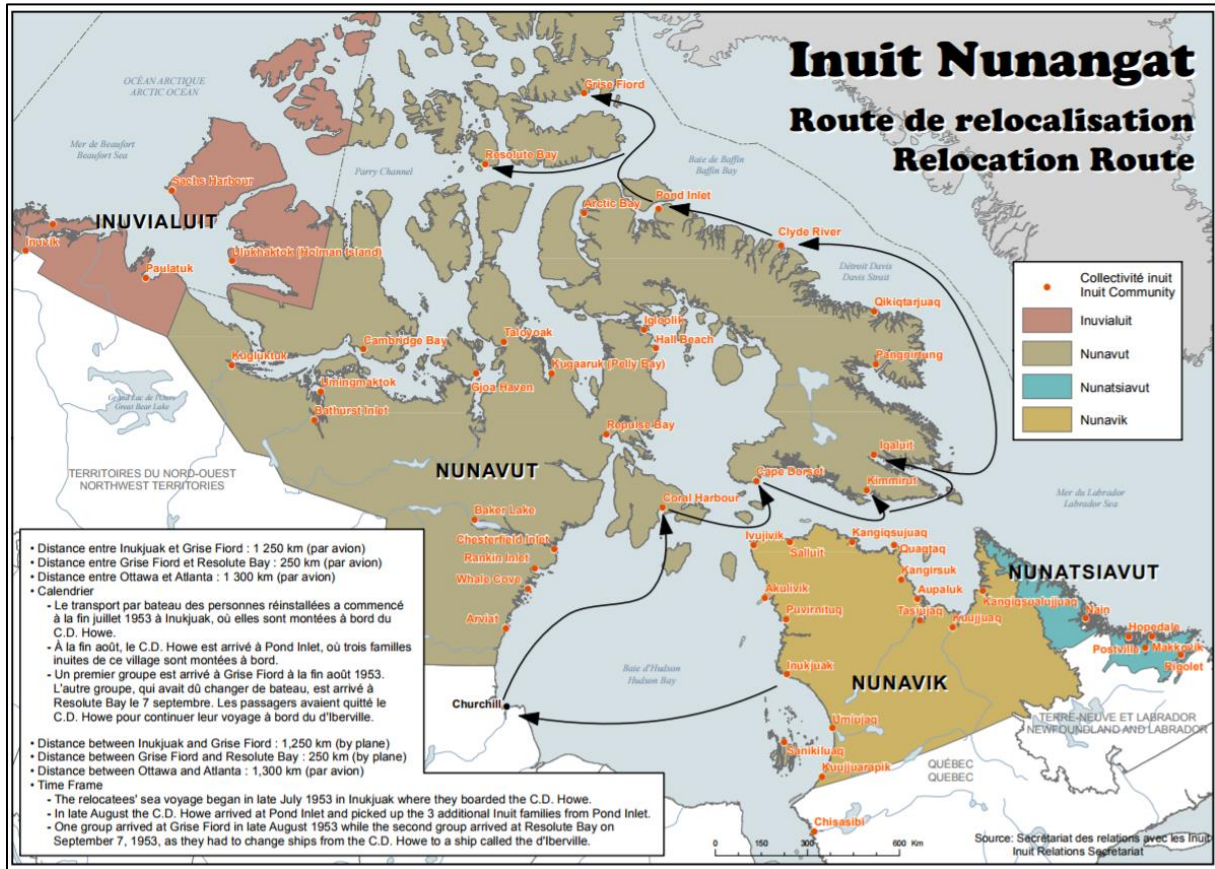 Inuit Nunangat
Route de relocalisation
Relocation Route
OCÉAN ARCTIQUE
ARCTIC OCEAN
Mer de Beaufort
Beaufort Sea
Parry Channel
Baie de Baffin
Baffin Bay
Détroit Davis
Davis Strait
Mer du Labrador
Labrador Sea
Baie d'Hudson
Hudson Bay
Grand Lac de l'Ours
Great Bear Lake
Grise Fiord
Resolute Bay
Sachs Harbour
INUVIALUIT
Inuvik
Paulatuk
Ulukhaktok (Holman Island)
Arctic Bay
Pond Inlet
Clyde River
Qikiqtarjuaq
Pangnirtung
Igloolik
Hall Beach
Taloyoak
Cambridge Bay
Kugluktuk
Umingmaktok
Bathurst Inlet
Gjoa Haven
Kugaaruk (Pelly Bay)
Repulse Bay
NUNAVUT
TERRITOIRES DU NORD-OUEST
NORTHWEST TERRITORIES
Iqaluit
Cape Dorset
Kimmirut
Coral Harbour
Baker Lake
Chesterfield Inlet
Rankin Inlet
Whale Cove
Arviat
Churchill
Ivujivik
Salluit
Kangiqsujuaq
Quaqtaq
Kangirsuk
Akulivik
Aupaluk
Puvirnituq
Tasiujaq
Kuujjuaq
Kangiqsualujjuaq
Inukjuak
NUNAVIK
Umiujaq
Sanikiluaq
Kuujjuarapik
Chisasibi
NUNATSIAVUT
Nain
Hopedale
Postville
Makkovik
Rigolet
TERRE-NEUVE ET LABRADOR
NEWFOUNDLAND AND LABRADOR
QUÉBEC
QUEBEC
Collectivité inuit
Inuit Community
Inuvialuit
Nunavut
Nunatsiavut
Nunavik
• Distance entre Inukjuak et Grise Fiord : 1 250 km (par avion)
• Distance entre Grise Fiord et Resolute Bay : 250 km (par avion)
• Distance entre Ottawa et Atlanta : 1 300 km (par avion)
• Calendrier
- Le transport par bateau des personnes réinstallées a commencé
à la fin juillet 1953 à Inukjuak, où elles sont montées à bord du
C.D. Howe.
- À la fin août, le C.D. Howe est arrivé à Pond Inlet, où trois familles
inuites de ce village sont montées à bord.
- Un premier groupe est arrivé à Grise Fiord à la fin août 1953.
L'autre groupe, qui avait dû changer de bateau, est arrivé à
Resolute Bay le 7 septembre. Les passagers avaient quitté le
C.D. Howe pour continuer leur voyage à bord du d'Iberville.
• Distance between Inukjuak and Grise Fiord : 1,250 km (by plane)
• Distance between Grise Fiord and Resolute Bay : 250 km (by plane)
• Distance between Ottawa and Atlanta : 1,300 km (par avion)
• Time Frame
- The relocatees' sea voyage began in late July 1953 in Inukjuak where they boarded the C.D. Howe.
- In late August the C.D. Howe arrived at Pond Inlet and picked up the 3 additional Inuit families from Pond Inlet.
- One group arrived at Grise Fiord in late August 1953 while the second group arrived at Resolute Bay on
September 7, 1953, as they had to change ships from the C.D. Howe to a ship called the d'Iberville.
0 150 300 600 Km
Source: Secrétariat des relations avec les Inuit
Inuit Relations Secretariat